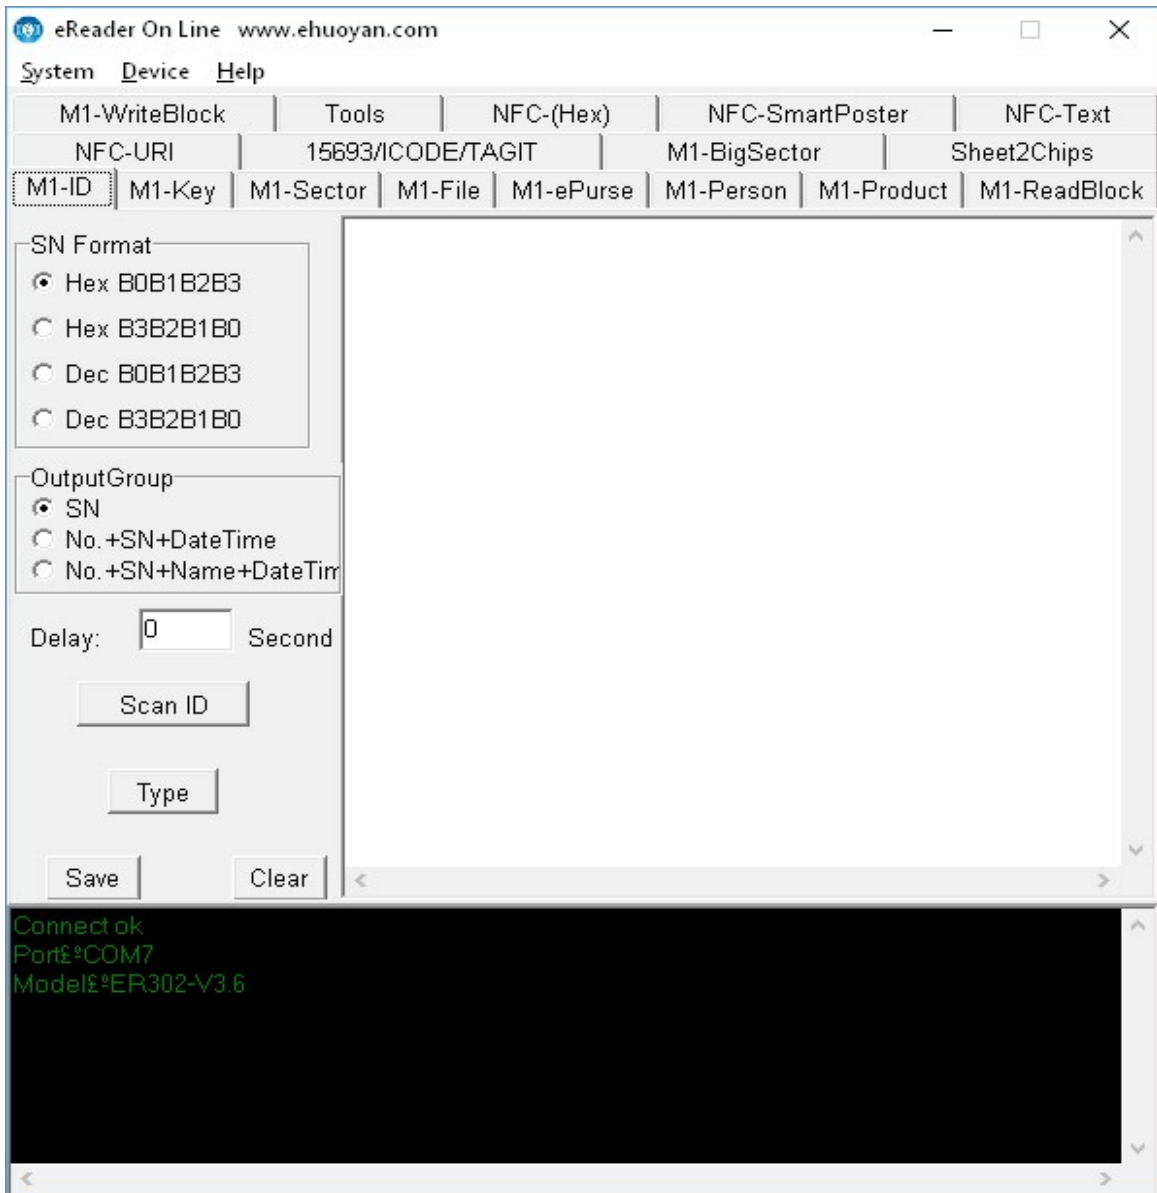 eReader On Line www.ehuoyan.com
System Device Help
M1-WriteBlock Tools NFC-(Hex) NFC-SmartPoster NFC-Text
NFC-URI 15693/ICODE/TAGIT M1-BigSector Sheet2Chips
M1-ID M1-Key M1-Sector M1-File M1-ePurse M1-Person M1-Product M1-ReadBlock
SN Format
Hex B0B1B2B3
Hex B3B2B1B0
Dec B0B1B2B3
Dec B3B2B1B0
OutputGroup
SN
No.+SN+DateTime
No.+SN+Name+DateTim
Delay: 0 Second
Scan ID
Type
Save Clear
Connect ok
Port£ºCOM7
Model£ºER302-V3.6